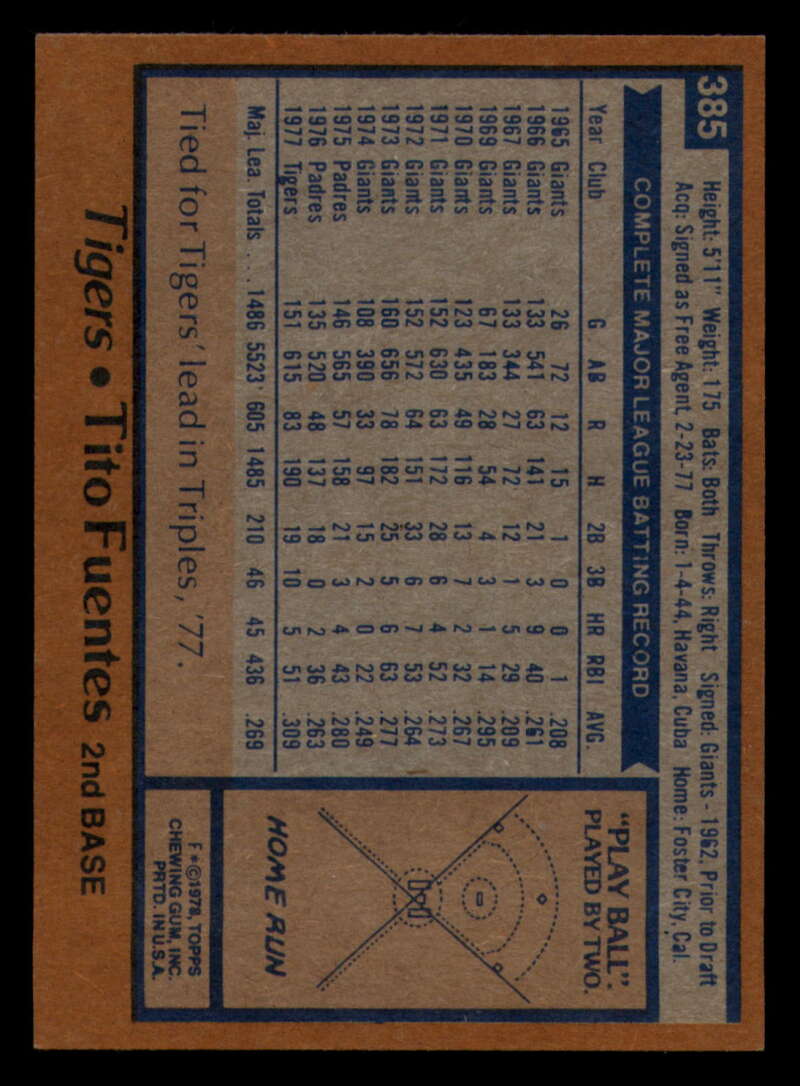 385
Height: 5'11" Weight: 175 Bats: Both Throws: Right Signed: Giants - 1962, Prior to Draft
Acq: Signed as Free Agent, 2-23-77 Born: 1-4-44, Havana, Cuba Home: Foster City, Cal.
COMPLETE MAJOR LEAGUE BATTING RECORD
Year Club G AB R H 2B 3B HR RBI AVG.
1965 Giants 26 72 12 15 1 0 0 1 .208
1966 Giants 133 541 63 141 21 3 9 40 .261
1967 Giants 133 344 27 72 12 1 5 29 .209
1969 Giants 67 183 28 54 4 3 1 14 .295
1970 Giants 123 435 49 116 13 7 2 32 .267
1971 Giants 152 630 63 172 28 6 4 52 .273
1972 Giants 152 572 64 151 33 6 7 53 .264
1973 Giants 160 656 78 182 25 5 6 63 .277
1974 Giants 108 390 33 97 15 2 0 22 .249
1975 Padres 146 565 57 158 21 3 4 43 .280
1976 Padres 135 520 48 137 18 0 2 36 .263
1977 Tigers 151 615 83 190 19 10 5 51 .309
Maj. Lea. Totals . . . 1486 5523 605 1485 210 46 45 436 .269
Tied for Tigers' lead in Triples, '77.
"PLAY BALL".
PLAYED BY TWO.
HOME RUN
F*©1978, TOPPS
CHEWING GUM, INC.
PRTD. IN U.S.A.
Tigers • Tito Fuentes 2nd BASE